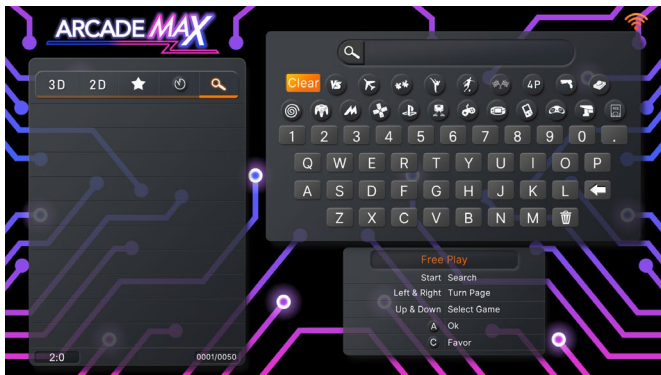 ARCADE MAX
3D 2D
2:0 0001/0050
Clear VS 4P
1 2 3 4 5 6 7 8 9 0 .
Q W E R T Y U I O P
A S D F G H J K L
Z X C V B N M
Free Play
Start Search
Left & Right Turn Page
Up & Down Select Game
A Ok
C Favor